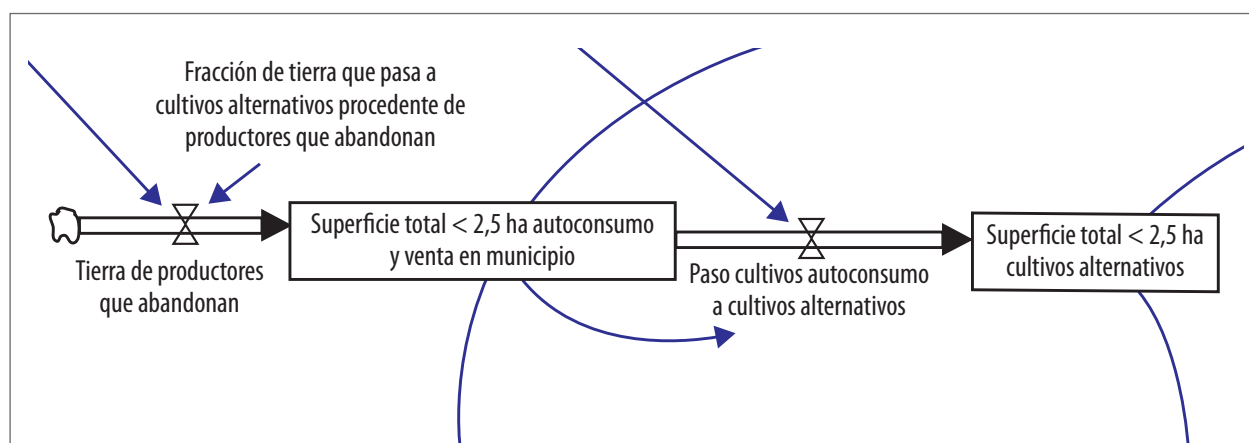 Fracción de tierra que pasa a
cultivos alternativos procedente de
productores que abandonan
Superficie total < 2,5 ha autoconsumo
y venta en municipio
Superficie total < 2,5 ha
cultivos alternativos
Tierra de productores
que abandonan
Paso cultivos autoconsumo
a cultivos alternativos